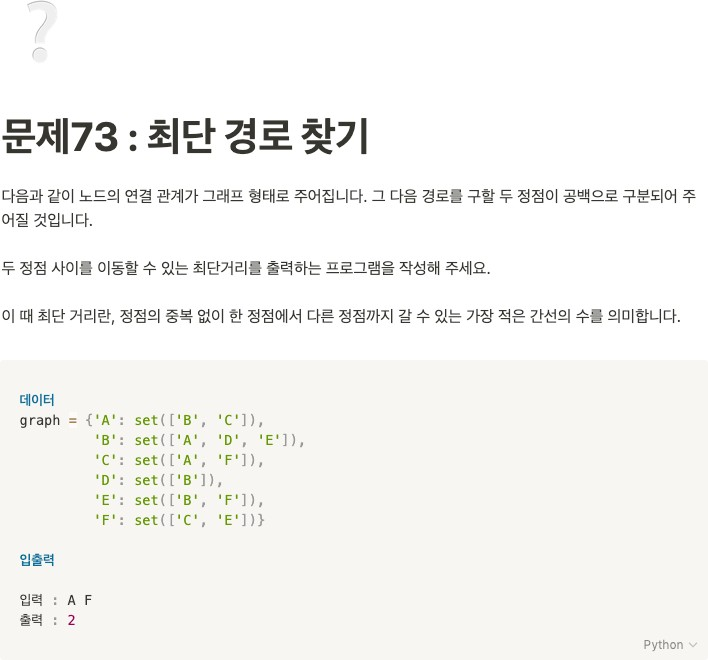 문제73 : 최단 경로 찾기
다음과 같이 노드의 연결 관계가 그래프 형태로 주어집니다. 그 다음 경로를 구할 두 정점이 공백으로 구분되어 주
어질 것입니다.
두 정점 사이를 이동할 수 있는 최단거리를 출력하는 프로그램을 작성해 주세요.
이 때 최단 거리란, 정점의 중복 없이 한 정점에서 다른 정점까지 갈 수 있는 가장 적은 간선의 수를 의미합니다.
데이터
graph = {'A': set(['B', 'C']),
'B': set(['A', 'D', 'E']),
'C': set(['A', 'F']),
'D': set(['B']),
'E': set(['B', 'F']),
'F': set(['C', 'E'])}
입출력
입력 : A F
출력 : 2
Python